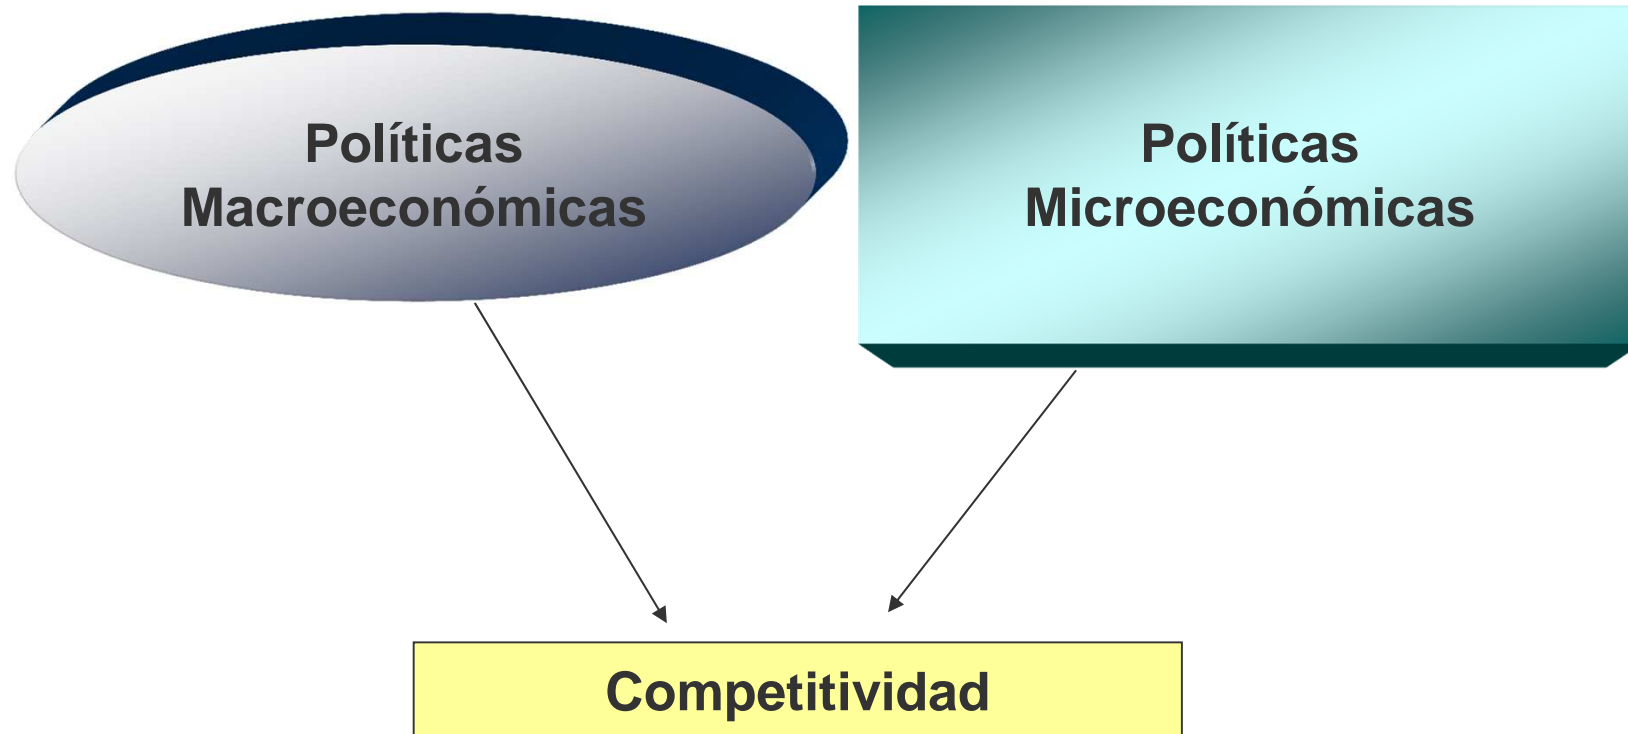 Políticas
Macroeconómicas
Políticas
Microeconómicas
Competitividad